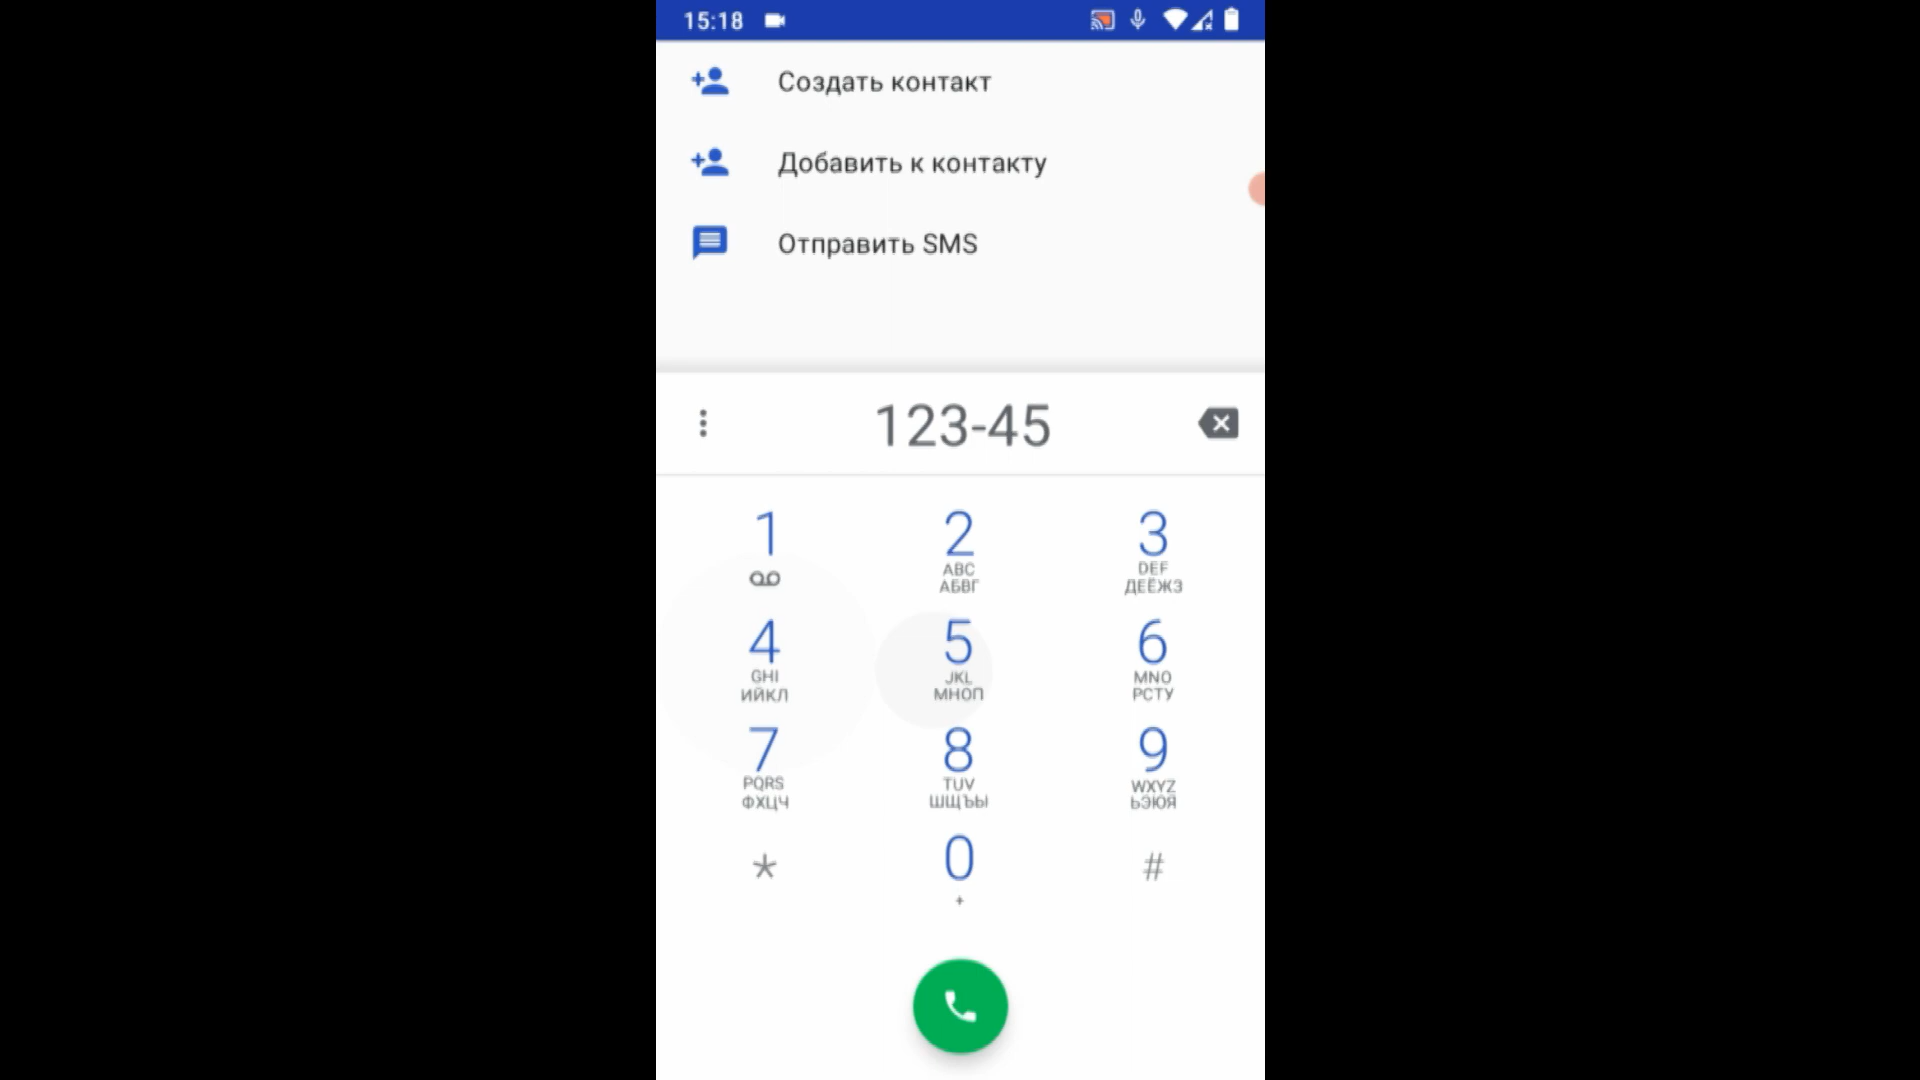 15:18
Создать контакт
Добавить к контакту
Отправить SMS
123-45
1
2
ABC
АБВГ
3
DEF
ДЕЁЖЗ
4
GHI
ИЙКЛ
5
JKL
МНОП
6
MNO
РСТУ
7
PQRS
ФХЦЧ
8
TUV
ШЩЪЫ
9
WXYZ
ЬЭЮЯ
*
0
+
#